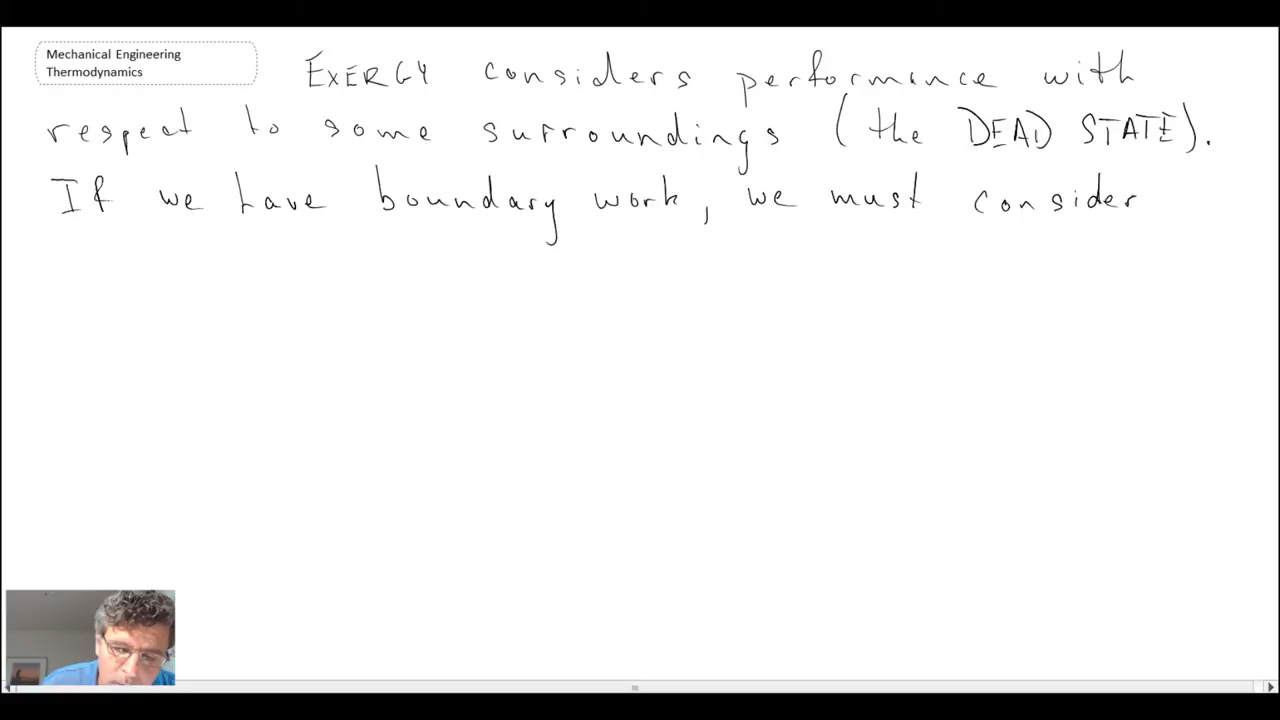 Mechanical Engineering
Thermodynamics
EXERGY considers performance with
respect to some surroundings (the DEAD STATE).
If we have boundary work, we must consider